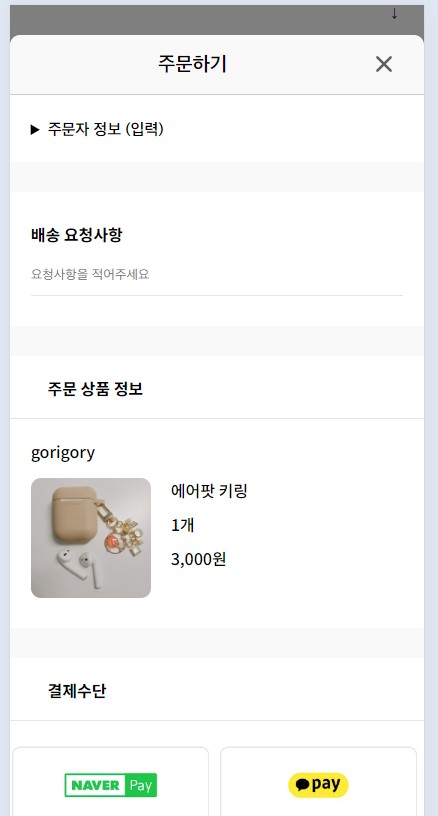 ↓
주문하기
▶ 주문자 정보 (입력)
배송 요청사항
요청사항을 적어주세요
주문 상품 정보
gorigory
에어팟 키링
1개
3,000원
결제수단
NAVER Pay
pay